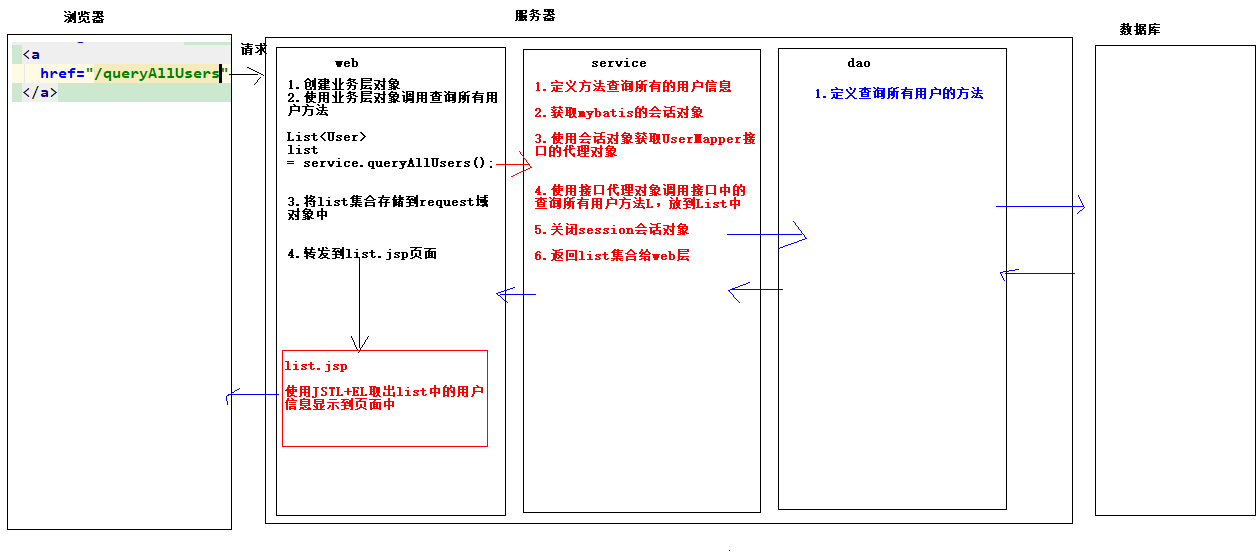 浏览器
服务器
数据库
<a
href="/queryAllUsers"
</a>
请求
web
1.创建业务层对象
2.使用业务层对象调用查询所有用
户方法
List<User>
list
= service.queryAllUsers();
3.将list集合存储到request域
对象中
4.转发到list.jsp页面
list.jsp
使用JSTL+EL取出list中的用户
信息显示到页面中
service
1.定义方法查询所有的用户信息
2.获取mybatis的会话对象
3.使用会话对象获取UserMapper接
口的代理对象
4.使用接口代理对象调用接口中的
查询所有用户方法L，放到List中
5.关闭session会话对象
6.返回list集合给web层
dao
1.定义查询所有用户的方法